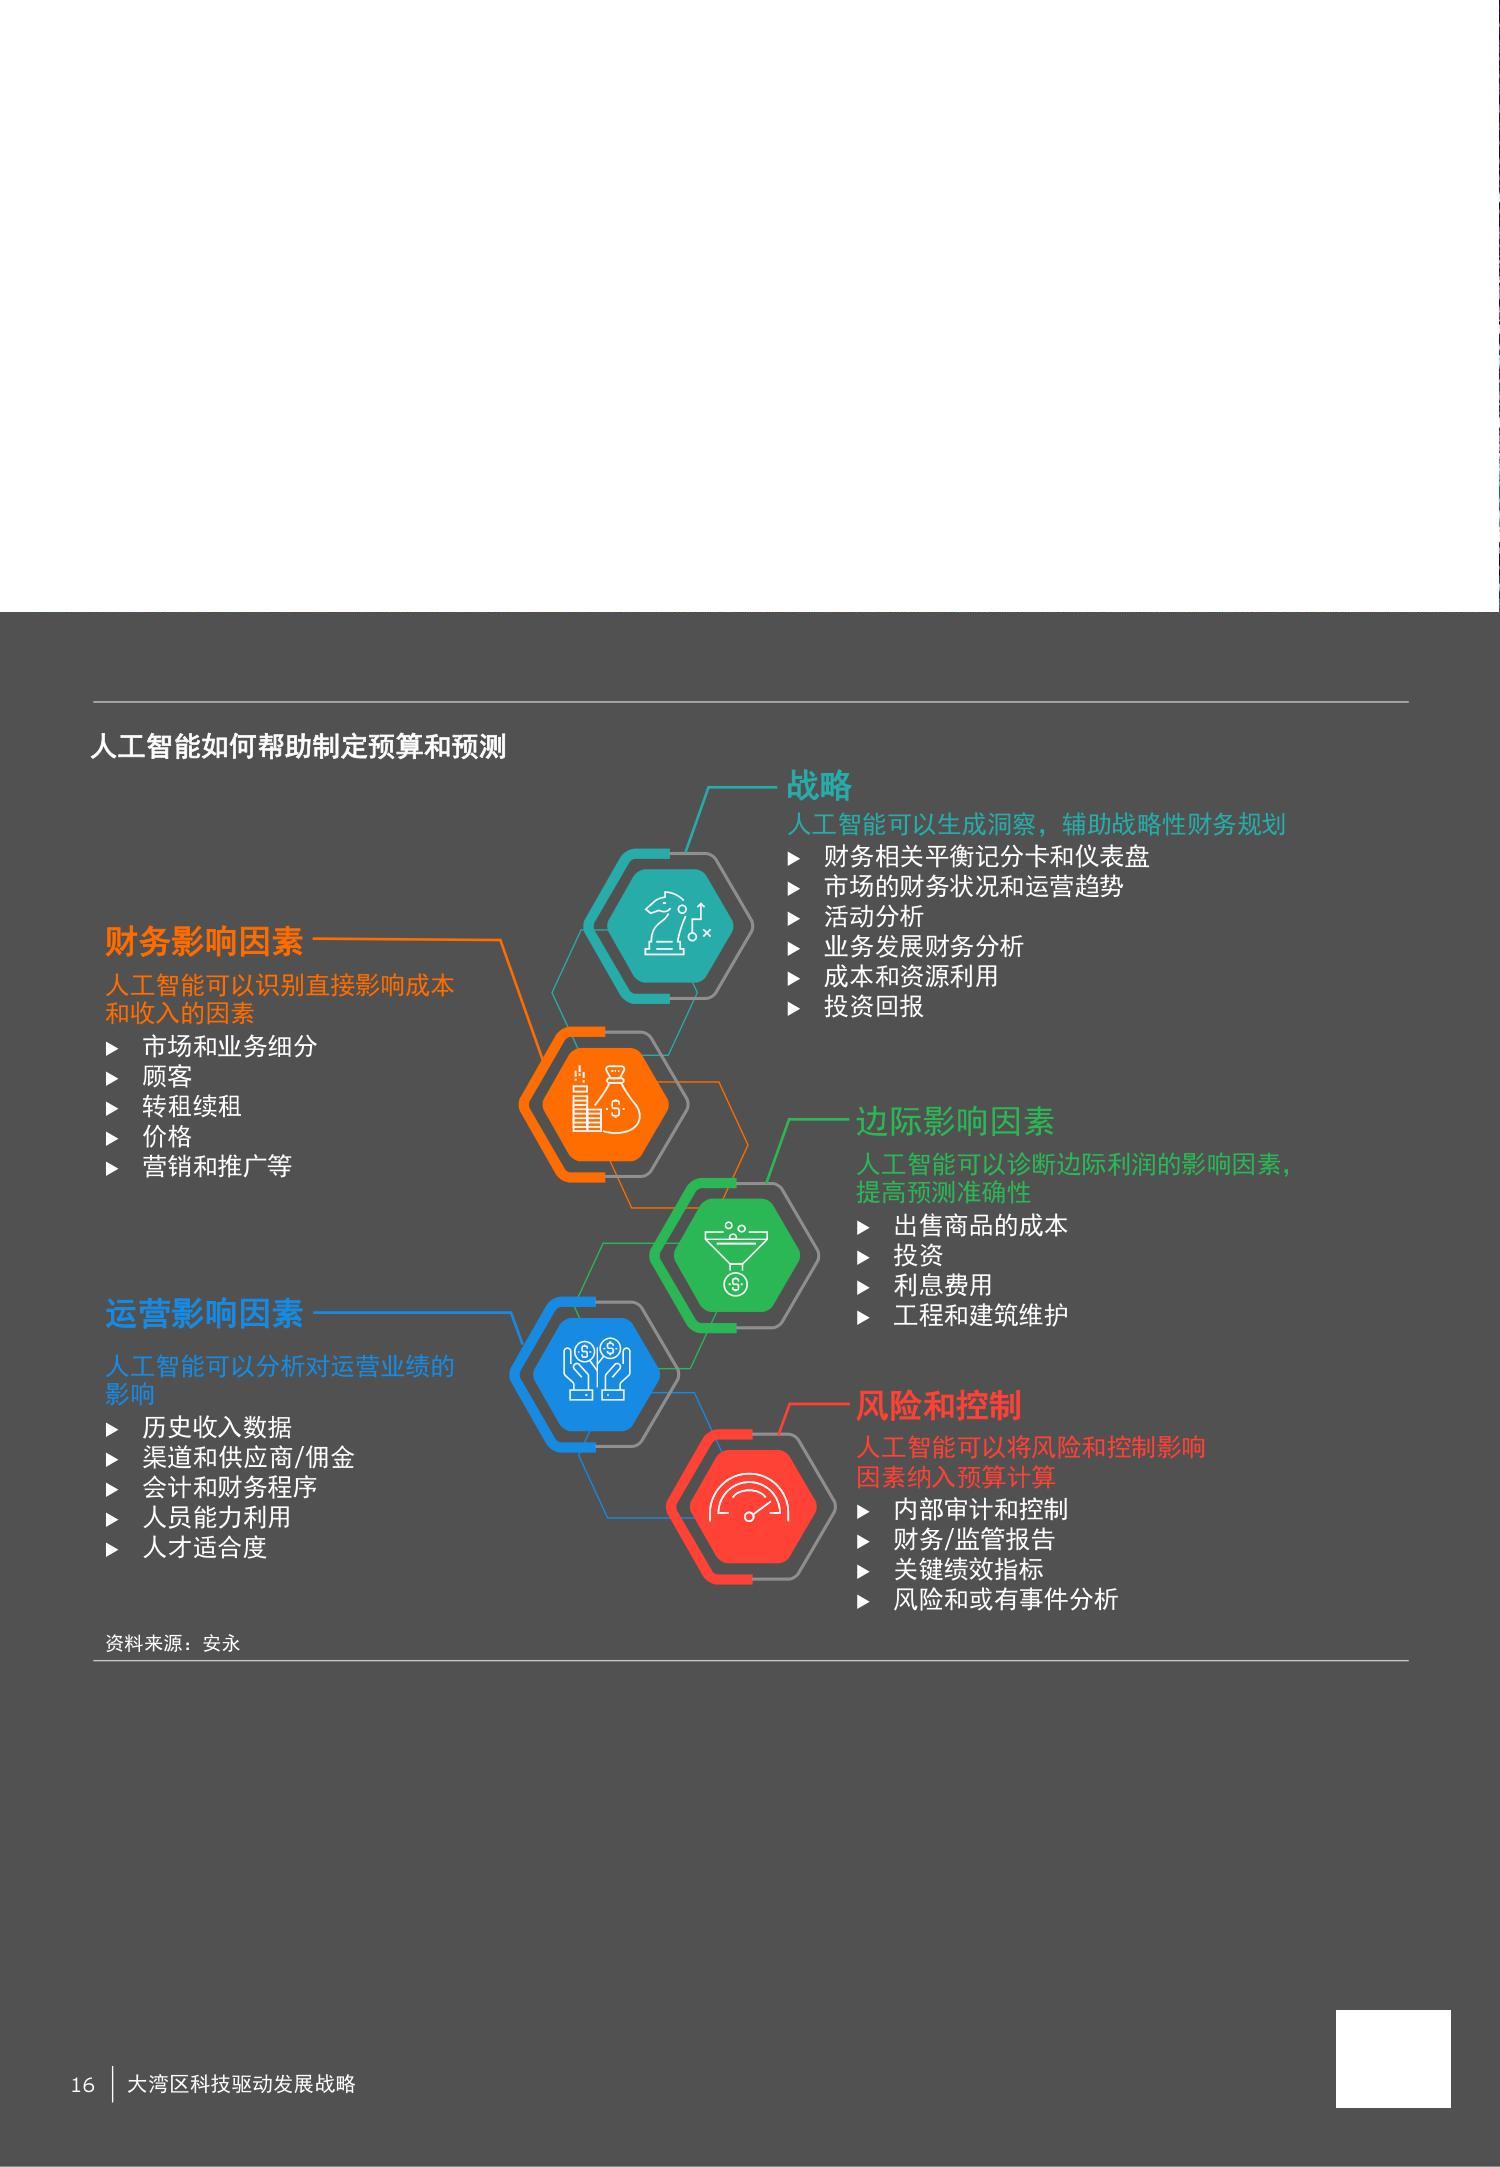 人工智能如何帮助制定预算和预测
战略
人工智能可以生成洞察，辅助战略性财务规划
▶ 财务相关平衡记分卡和仪表盘
▶ 市场的财务状况和运营趋势
▶ 活动分析
▶ 业务发展财务分析
▶ 成本和资源利用
▶ 投资回报
财务影响因素
人工智能可以识别直接影响成本
和收入的因素
▶ 市场和业务细分
▶ 顾客
▶ 转租续租
▶ 价格
▶ 营销和推广等
边际影响因素
人工智能可以诊断边际利润的影响因素，
提高预测准确性
▶ 出售商品的成本
▶ 投资
▶ 利息费用
▶ 工程和建筑维护
运营影响因素
人工智能可以分析对运营业绩的
影响
▶ 历史收入数据
▶ 渠道和供应商/佣金
▶ 会计和财务程序
▶ 人员能力利用
▶ 人才适合度
风险和控制
人工智能可以将风险和控制影响
因素纳入预算计算
▶ 内部审计和控制
▶ 财务/监管报告
▶ 关键绩效指标
▶ 风险和或有事件分析
资料来源：安永
16 大湾区科技驱动发展战略